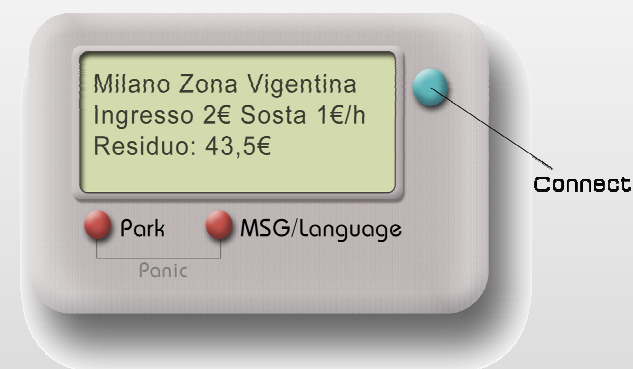 Milano Zona Vigentina
Ingresso 2€ Sosta 1€/h
Residuo: 43,5€
Connect
Park
MSG/Language
Panic